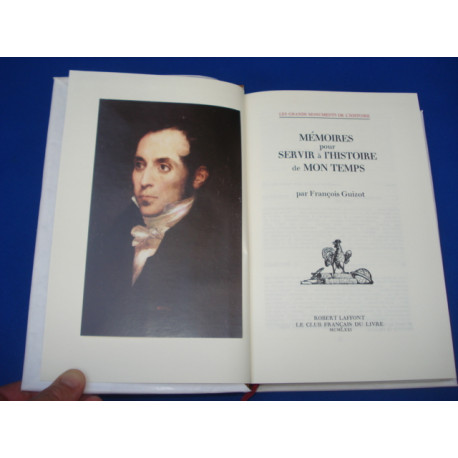 LES GRANDS MONUMENTS DE L'HISTOIRE
MÉMOIRES
pour
SERVIR à L'HISTOIRE
de MON TEMPS
par François Guizot
ROBERT LAFFONT
LE CLUB FRANÇAIS DU LIVRE